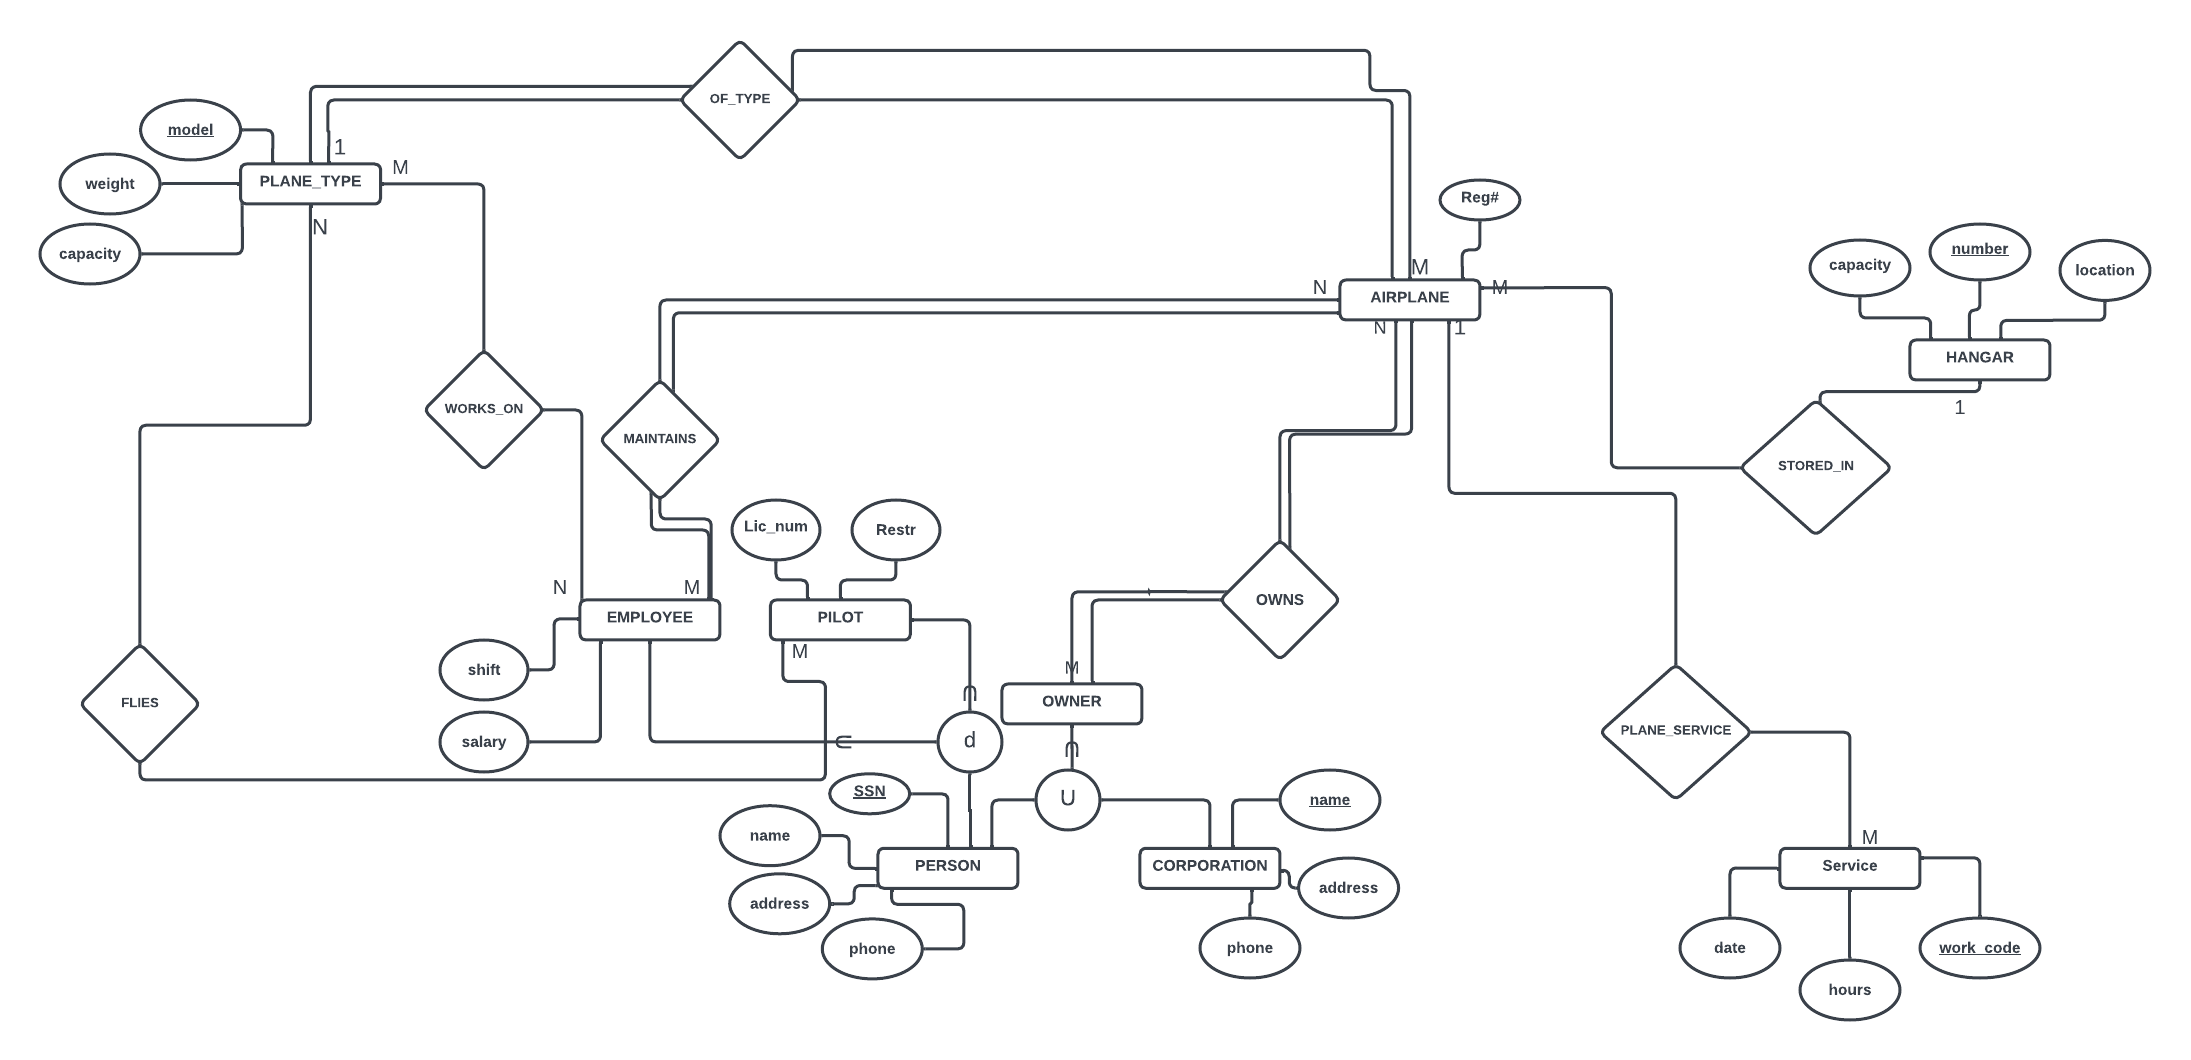 OF_TYPE
model
1
PLANE_TYPE
M
weight
N
capacity
Reg#
M
N
AIRPLANE
M
N
1
capacity
number
location
HANGAR
1
WORKS_ON
MAINTAINS
STORED_IN
Lic_num
Restr
N
M
EMPLOYEE
PILOT
M
OWNS
M
OWNER
shift
salary
FLIES
d
U
PLANE_SERVICE
SSN
name
address
phone
PERSON
CORPORATION
name
address
phone
M
Service
date
hours
work_code